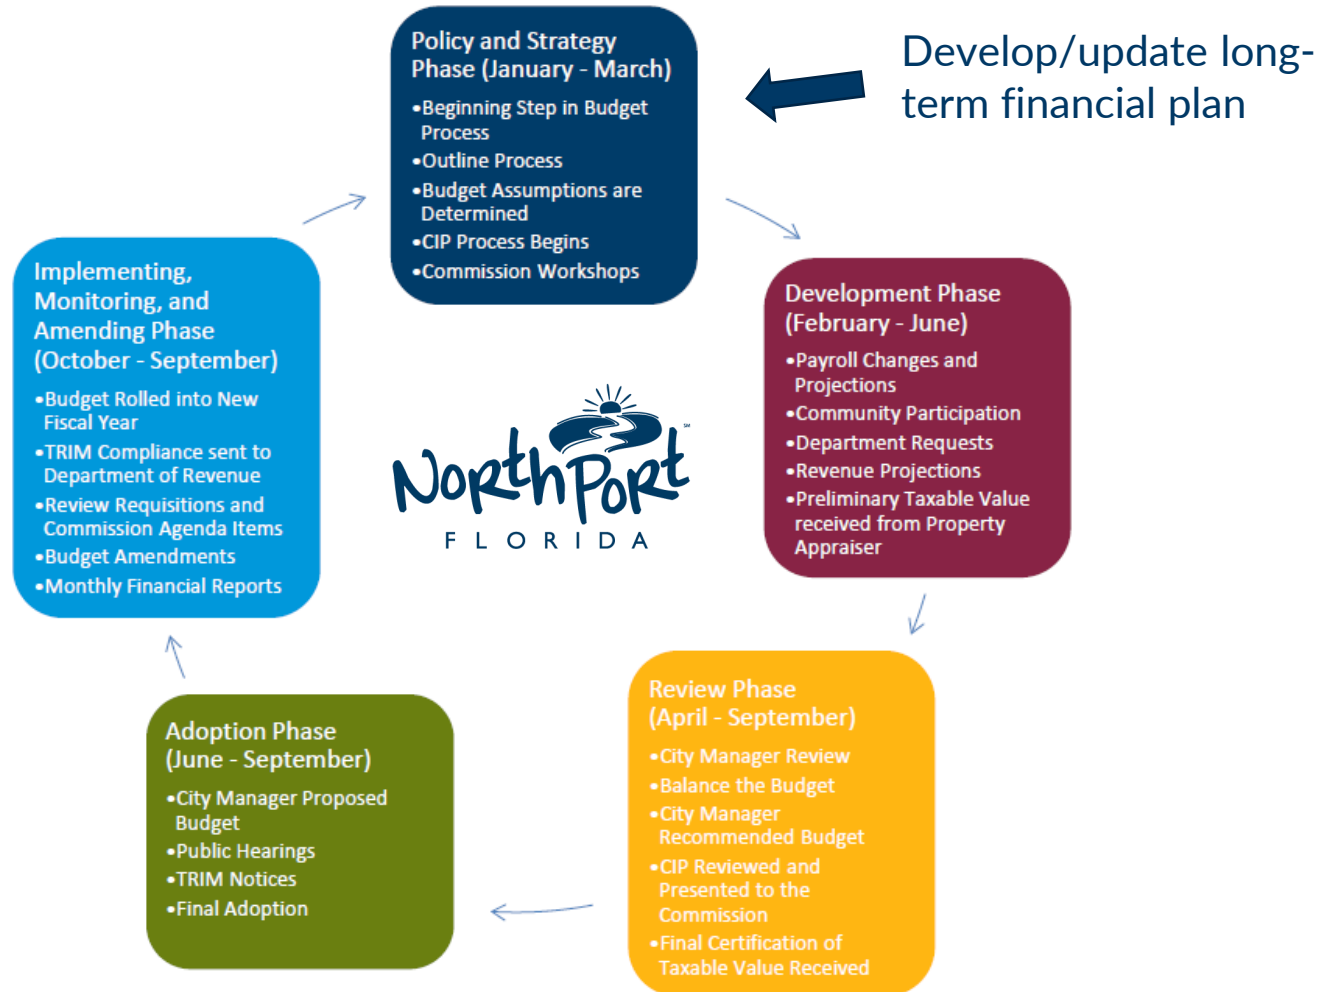 Policy and Strategy
Phase (January - March)
•Beginning Step in Budget
Process
•Outline Process
•Budget Assumptions are
Determined
•CIP Process Begins
•Commission Workshops
Develop/update long-
term financial plan
Development Phase
(February - June)
•Payroll Changes and
Projections
•Community Participation
•Department Requests
•Revenue Projections
•Preliminary Taxable Value
received from Property
Appraiser
Review Phase
(April - September)
•City Manager Review
•Balance the Budget
•City Manager
Recommended Budget
•CIP Reviewed and
Presented to the
Commission
•Final Certification of
Taxable Value Received
Adoption Phase
(June - September)
•City Manager Proposed
Budget
•Public Hearings
•TRIM Notices
•Final Adoption
Implementing,
Monitoring, and
Amending Phase
(October - September)
•Budget Rolled into New
Fiscal Year
•TRIM Compliance sent to
Department of Revenue
•Review Requisitions and
Commission Agenda Items
•Budget Amendments
•Monthly Financial Reports
NorthPort
FLORIDA